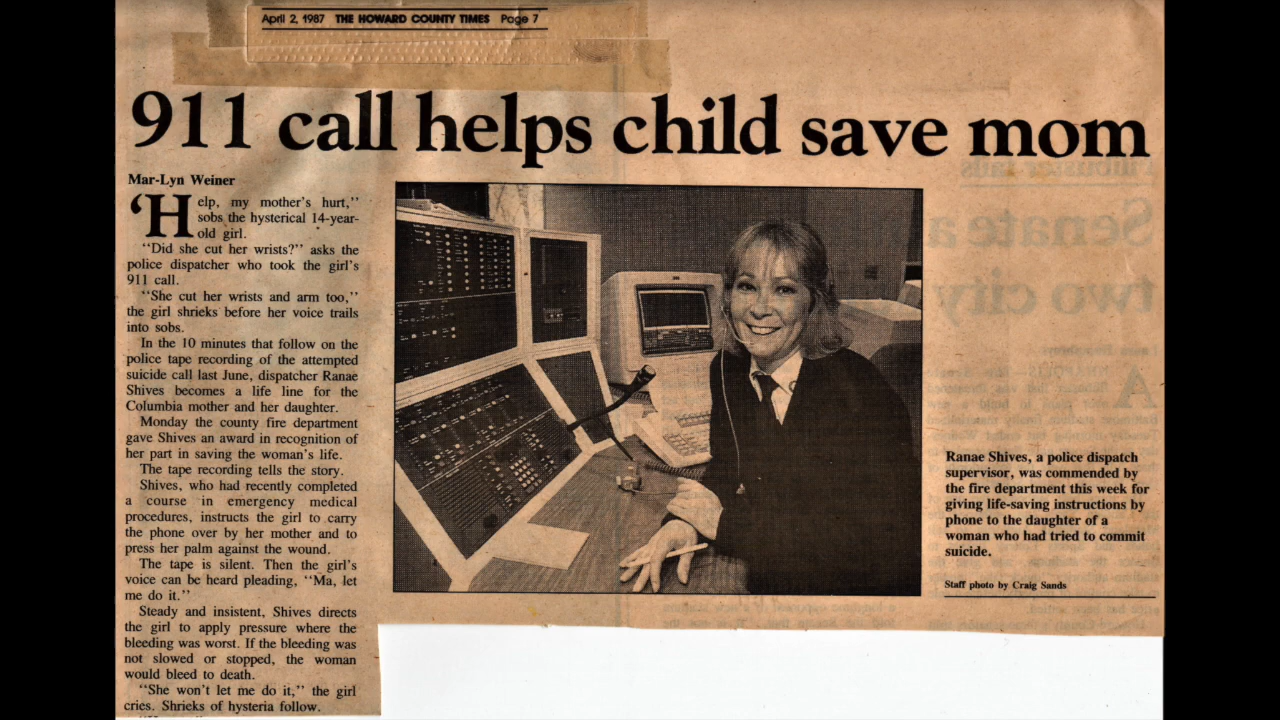 April 2, 1987 THE HOWARD COUNTY TIMES Page 7
911 call helps child save mom
Mar-Lyn Weiner
‘Help, my mother's hurt,''
sobs the hysterical 14-year-
old girl.
''Did she cut her wrists?'' asks the
police dispatcher who took the girl's
911 call.
''She cut her wrists and arm too,''
the girl shrieks before her voice trails
into sobs.
In the 10 minutes that follow on the
police tape recording of the attempted
suicide call last June, dispatcher Ranae
Shives becomes a life line for the
Columbia mother and her daughter.
Monday the county fire department
gave Shives an award in recognition of
her part in saving the woman's life.
The tape recording tells the story.
Shives, who had recently completed
a course in emergency medical
procedures, instructs the girl to carry
the phone over by her mother and to
press her palm against the wound.
The tape is silent. Then the girl's
voice can be heard pleading, ''Ma, let
me do it.''
Steady and insistent, Shives directs
the girl to apply pressure where the
bleeding was worst. If the bleeding was
not slowed or stopped, the woman
would bleed to death.
''She won't let me do it,'' the girl
cries. Shrieks of hysteria follow.
Ranae Shives, a police dispatch
supervisor, was commended by
the fire department this week for
giving life-saving instructions by
phone to the daughter of a
woman who had tried to commit
suicide.
Staff photo by Craig Sands
Senate a
two city